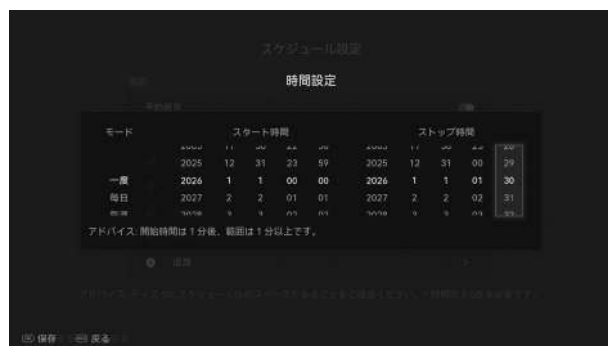 スケジュール設定
時間設定
モード スタート時間 ストップ時間
2025 12 31 23 59 2025 12 31 00 29
一度 2026 1 1 00 00 2026 1 1 01 30
毎日 2027 2 2 01 01 2027 2 2 02 31
アドバイス: 開始時間は1分後、範囲は1分以上です。
追加
保存 戻る